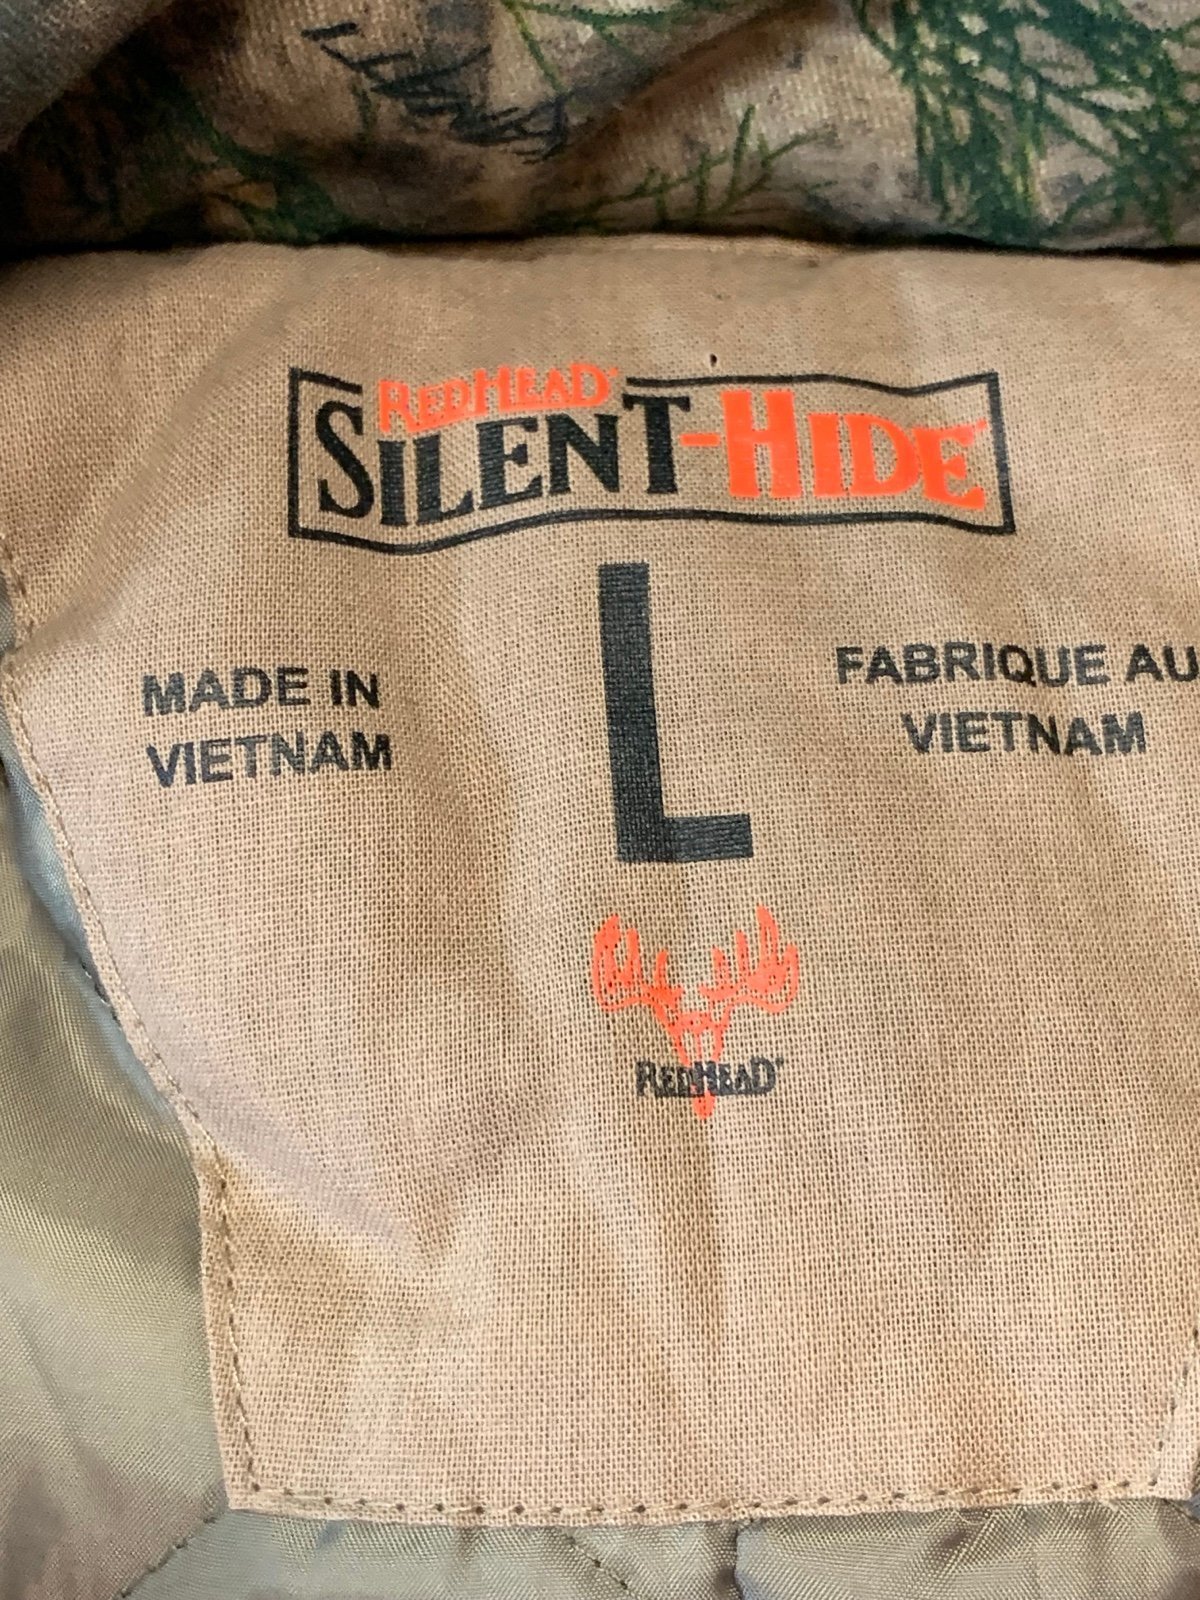 REDHEAD®
SILENT-HIDE
L
MADE IN
VIETNAM
FABRIQUE AU
VIETNAM
REDHEAD®